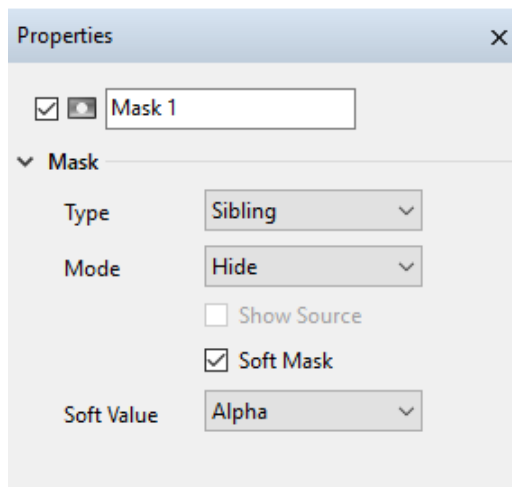 Properties
Mask 1
Mask
Type Sibling
Mode Hide
Show Source
Soft Mask
Soft Value Alpha